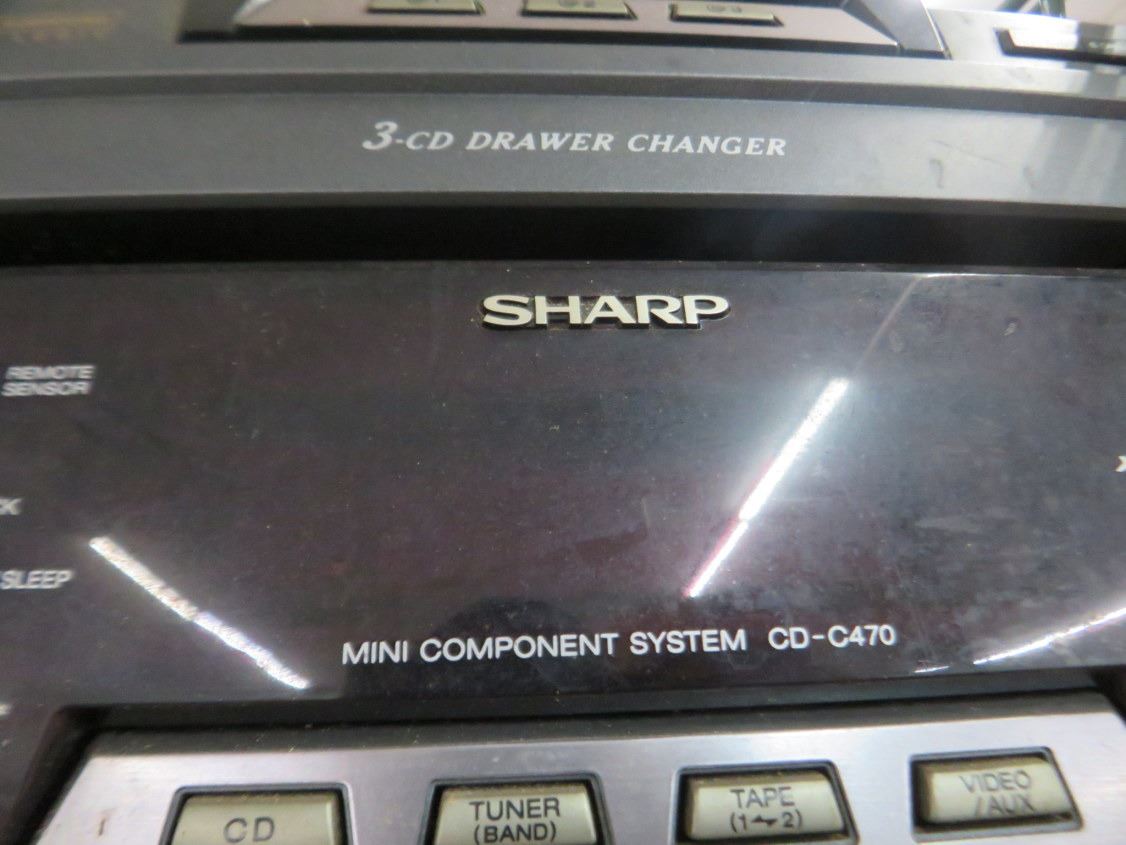 3-CD DRAWER CHANGER
SHARP
REMOTE
SENSOR
SLEEP
MINI COMPONENT SYSTEM CD-C470
CD
TUNER
(BAND)
TAPE
(1⇄2)
VIDEO
/AUX